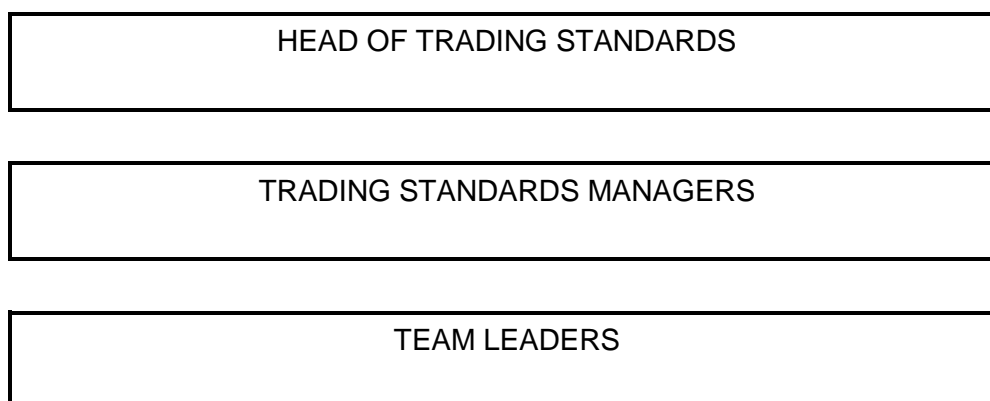 HEAD OF TRADING STANDARDS
TRADING STANDARDS MANAGERS
TEAM LEADERS